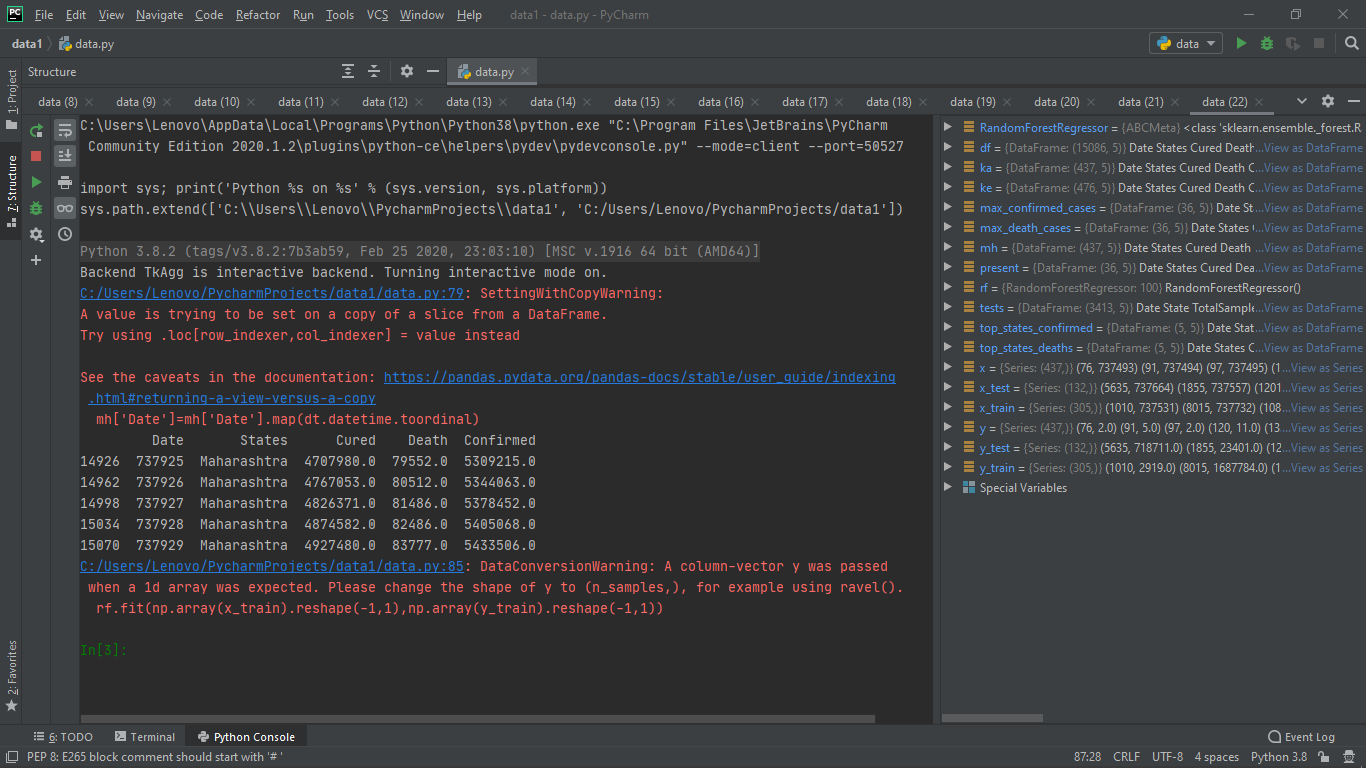 PC File Edit View Navigate Code Refactor Run Tools VCS Window Help data1 - data.py - PyCharm
data1 data.py data
Structure data.py
data (8) data (9) data (10) data (11) data (12) data (13) data (14) data (15) data (16) data (17) data (18) data (19) data (20) data (21) data (22)
1: Project
7: Structure
2: Favorites
C:\Users\Lenovo\AppData\Local\Programs\Python\Python38\python.exe "C:\Program Files\JetBrains\PyCharm
Community Edition 2020.1.2\plugins\python-ce\helpers\pydev\pydevconsole.py" --mode=client --port=50527
import sys; print('Python %s on %s' % (sys.version, sys.platform))
sys.path.extend(['C:\\Users\\Lenovo\\PycharmProjects\\data1', 'C:/Users/Lenovo/PycharmProjects/data1'])
Python 3.8.2 (tags/v3.8.2:7b3ab59, Feb 25 2020, 23:03:10) [MSC v.1916 64 bit (AMD64)]
Backend TkAgg is interactive backend. Turning interactive mode on.
C:/Users/Lenovo/PycharmProjects/data1/data.py:79: SettingWithCopyWarning:
A value is trying to be set on a copy of a slice from a DataFrame.
Try using .loc[row_indexer,col_indexer] = value instead
See the caveats in the documentation: https://pandas.pydata.org/pandas-docs/stable/user_guide/indexing
.html#returning-a-view-versus-a-copy
mh['Date']=mh['Date'].map(dt.datetime.toordinal)
Date States Cured Death Confirmed
14926 737925 Maharashtra 4707980.0 79552.0 5309215.0
14962 737926 Maharashtra 4767053.0 80512.0 5344063.0
14998 737927 Maharashtra 4826371.0 81486.0 5378452.0
15034 737928 Maharashtra 4874582.0 82486.0 5405068.0
15070 737929 Maharashtra 4927480.0 83777.0 5433506.0
C:/Users/Lenovo/PycharmProjects/data1/data.py:85: DataConversionWarning: A column-vector y was passed
when a 1d array was expected. Please change the shape of y to (n_samples,), for example using ravel().
rf.fit(np.array(x_train).reshape(-1,1),np.array(y_train).reshape(-1,1))
In[3]:
RandomForestRegressor = {ABCMeta} <class 'sklearn.ensemble._forest.R
df = {DataFrame: (15086, 5)} Date States Cured Death ...View as DataFrame
ka = {DataFrame: (437, 5)} Date States Cured Death C...View as DataFrame
ke = {DataFrame: (476, 5)} Date States Cured Death C...View as DataFrame
max_confirmed_cases = {DataFrame: (36, 5)} Date St...View as DataFrame
max_death_cases = {DataFrame: (36, 5)} Date States ...View as DataFrame
mh = {DataFrame: (437, 5)} Date States Cured Death ...View as DataFrame
present = {DataFrame: (36, 5)} Date States Cured Dea...View as DataFrame
rf = {RandomForestRegressor: 100} RandomForestRegressor()
tests = {DataFrame: (3413, 5)} Date State TotalSample...View as DataFrame
top_states_confirmed = {DataFrame: (5, 5)} Date Stat...View as DataFrame
top_states_deaths = {DataFrame: (5, 5)} Date States C...View as DataFrame
x = {Series: (437,)} (76, 737493) (91, 737494) (97, 737495) (1...View as Series
x_test = {Series: (132,)} (5635, 737664) (1855, 737557) (1201...View as Series
x_train = {Series: (305,)} (1010, 737531) (8015, 737732) (108...View as Series
y = {Series: (437,)} (76, 2.0) (91, 5.0) (97, 2.0) (120, 11.0) (13...View as Series
y_test = {Series: (132,)} (5635, 718711.0) (1855, 23401.0) (12...View as Series
y_train = {Series: (305,)} (1010, 2919.0) (8015, 1687784.0) (1...View as Series
Special Variables
6: TODO Terminal Python Console Event Log
PEP 8: E265 block comment should start with '# ' 87:28 CRLF UTF-8 4 spaces Python 3.8